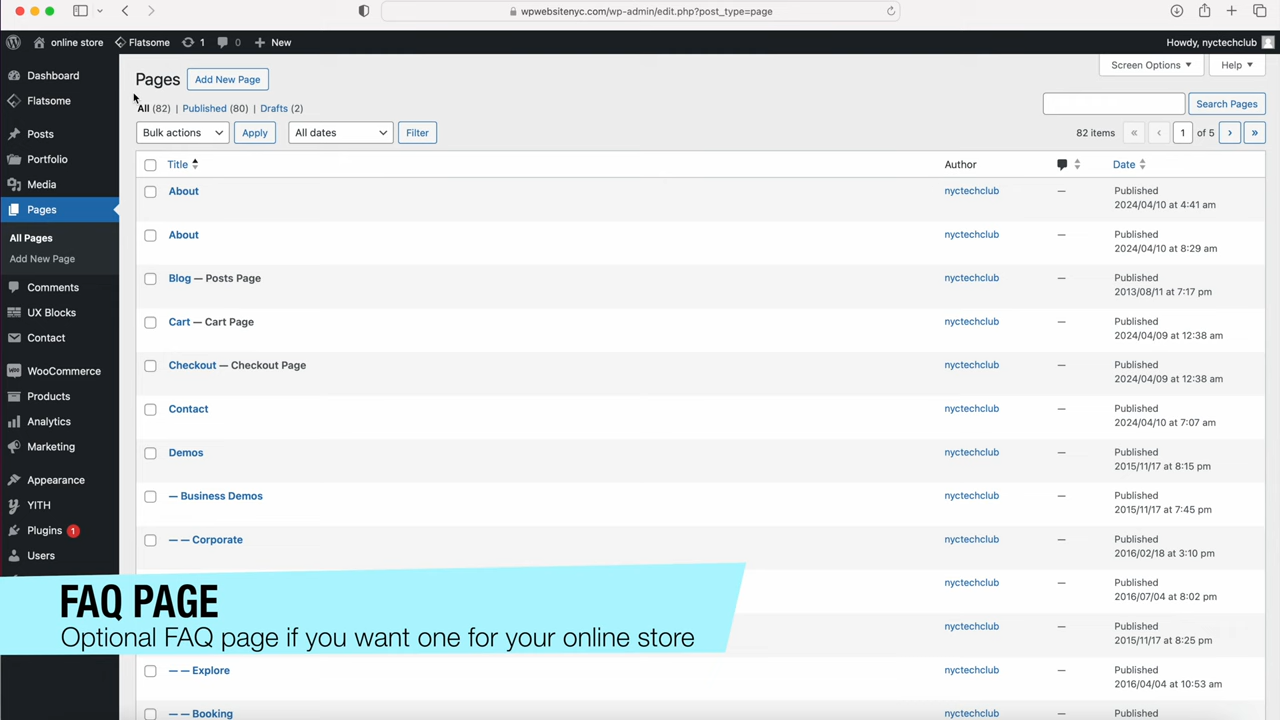 wpwebsitenyc.com/wp-admin/edit.php?post_type=page
online store Flatsome 1 0 New Howdy, nyctechclub
Dashboard
Flatsome
Posts
Portfolio
Media
Pages
All Pages
Add New Page
Comments
UX Blocks
Contact
WooCommerce
Products
Analytics
Marketing
Appearance
YITH
Plugins 1
Users
Screen Options Help
Pages Add New Page
All (82) | Published (80) | Drafts (2)
Search Pages
Bulk actions Apply All dates Filter 82 items « ‹ 1 of 5 › »
Title Author Date
About nyctechclub — Published
2024/04/10 at 4:41 am
About nyctechclub — Published
2024/04/10 at 8:29 am
Blog — Posts Page nyctechclub — Published
2013/08/11 at 7:17 pm
Cart — Cart Page nyctechclub — Published
2024/04/09 at 12:38 am
Checkout — Checkout Page nyctechclub — Published
2024/04/09 at 12:38 am
Contact nyctechclub — Published
2024/04/10 at 7:07 am
Demos nyctechclub — Published
2015/11/17 at 8:15 pm
— Business Demos nyctechclub — Published
2015/11/17 at 7:45 pm
— — Corporate nyctechclub — Published
2016/02/18 at 3:10 pm
nyctechclub — Published
2016/07/04 at 8:02 pm
nyctechclub — Published
2015/11/17 at 8:25 pm
— — Explore nyctechclub — Published
2016/04/04 at 10:53 am
— — Booking nyctechclub — Published
FAQ PAGE
Optional FAQ page if you want one for your online store